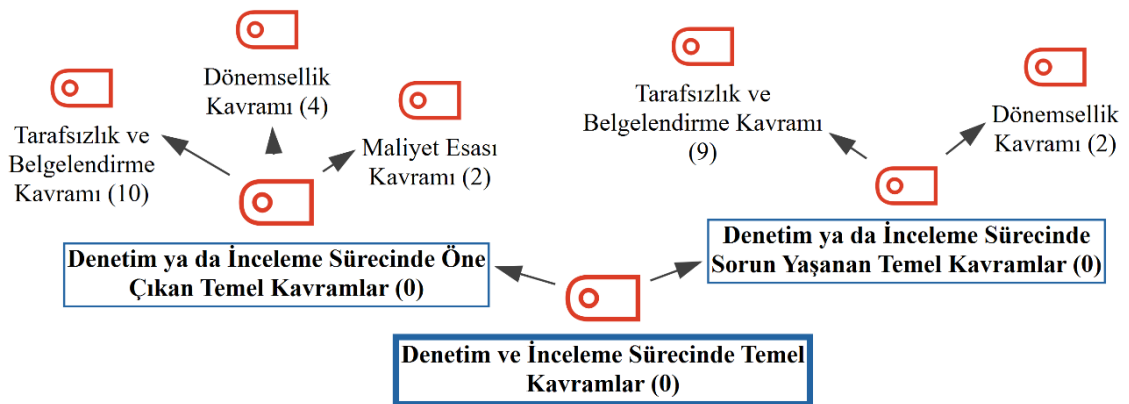 Dönemsellik
Kavramı (4)
Tarafsızlık ve
Belgelendirme
Kavramı (10)
Maliyet Esası
Kavramı (2)
Tarafsızlık ve
Belgelendirme Kavramı
(9)
Dönemsellik
Kavramı (2)
Denetim ya da İnceleme Sürecinde Öne
Çıkan Temel Kavramlar (0)
Denetim ya da İnceleme Sürecinde
Sorun Yaşanan Temel Kavramlar (0)
Denetim ve İnceleme Sürecinde Temel
Kavramlar (0)